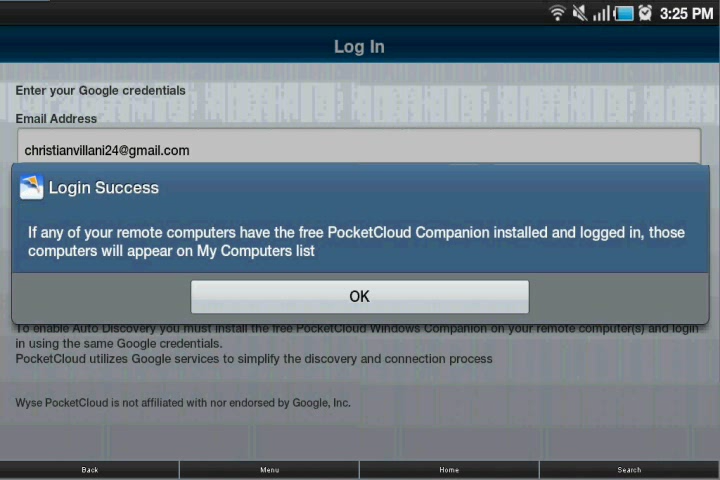 3:25 PM
Log In
Enter your Google credentials
Email Address
christianvillani24@gmail.com
Login Success
If any of your remote computers have the free PocketCloud Companion installed and logged in, those
computers will appear on My Computers list
OK
To enable Auto Discovery you must install the free PocketCloud Windows Companion on your remote computer(s) and login
in using the same Google credentials.
PocketCloud utilizes Google services to simplify the discovery and connection process
Wyse PocketCloud is not affiliated with nor endorsed by Google, Inc.
Back
Menu
Home
Search